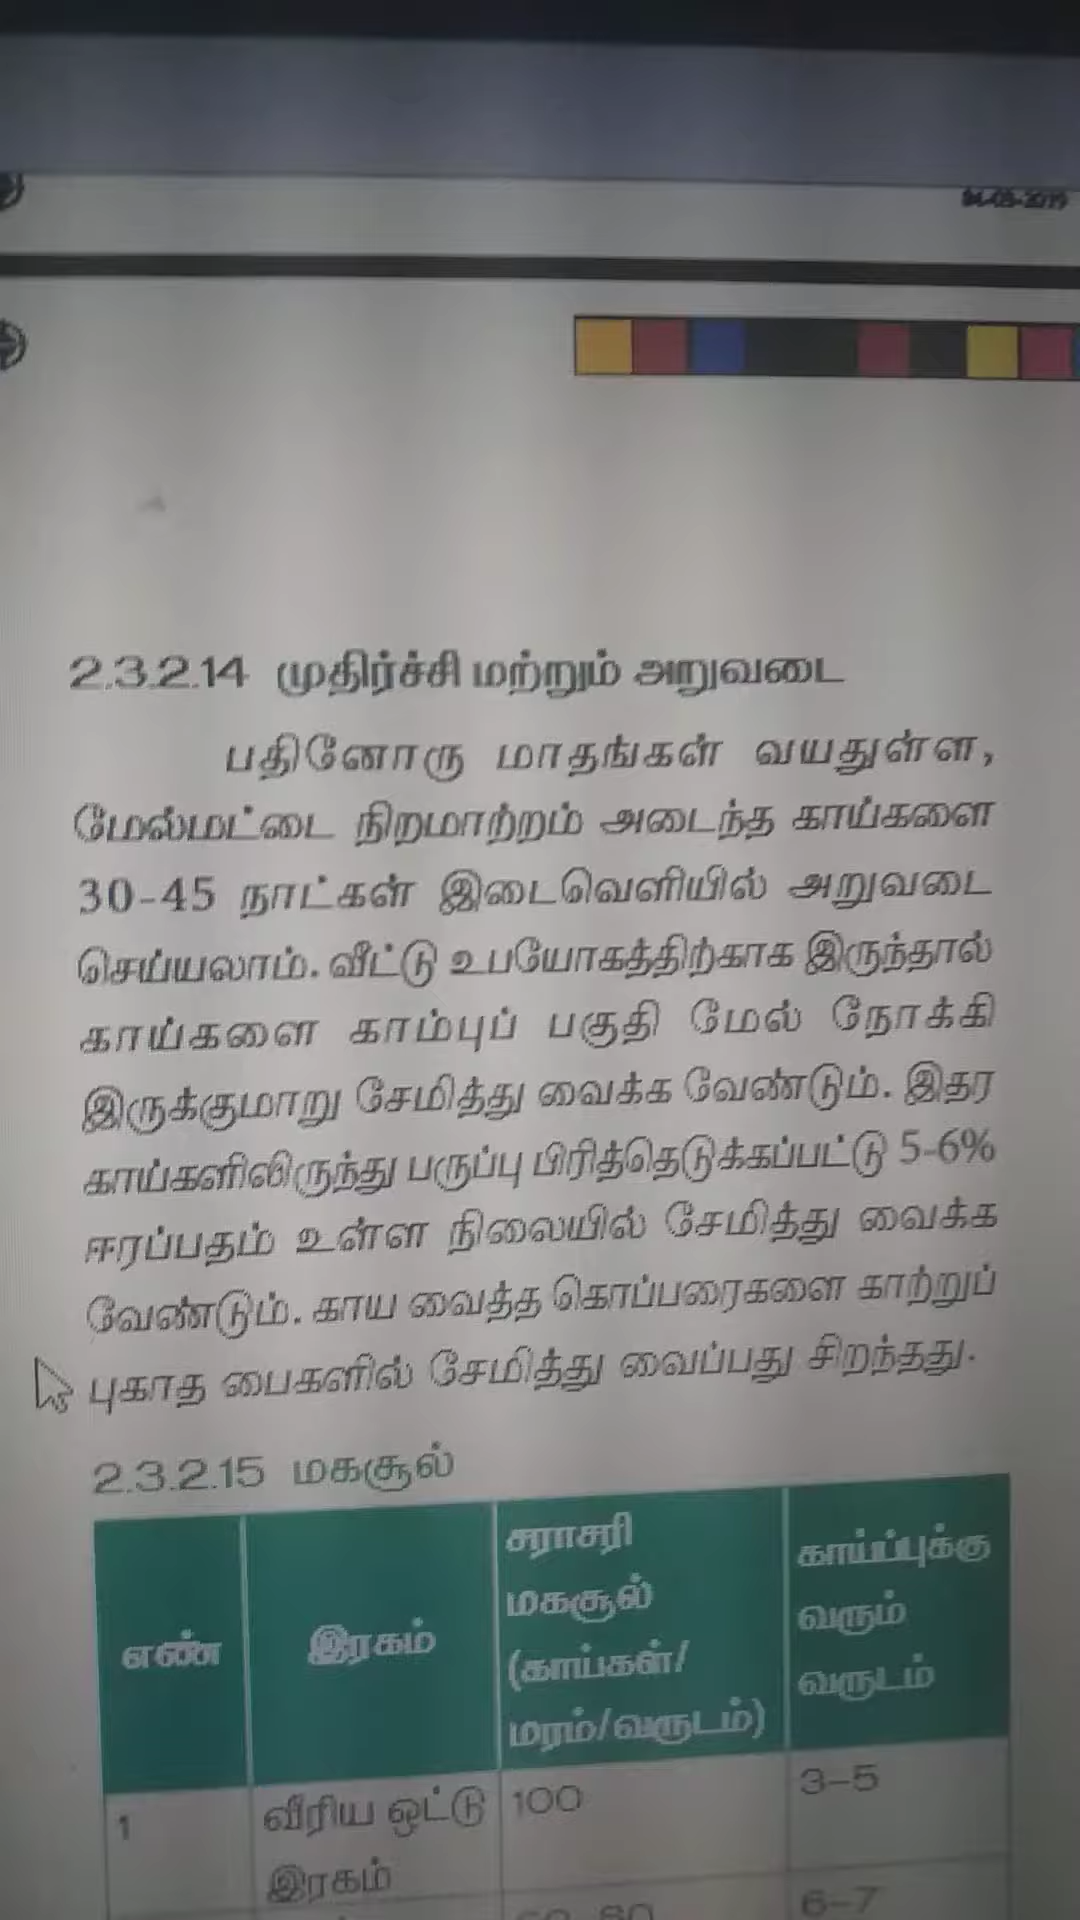 2.3.2.14 முதிர்ச்சி மற்றும் அறுவடை
பதினோரு மாதங்கள் வயதுள்ள,
மேல்மட்டை நிறமாற்றம் அடைந்த காய்களை
30-45 நாட்கள் இடைவெளியில் அறுவடை
செய்யலாம். வீட்டு உபயோகத்திற்காக இருந்தால்
காய்களை காம்புப் பகுதி மேல் நோக்கி
இருக்குமாறு சேமித்து வைக்க வேண்டும். இதர
காய்களிலிருந்து பருப்பு பிரித்தெடுக்கப்பட்டு 5-6%
ஈரப்பதம் உள்ள நிலையில் சேமித்து வைக்க
வேண்டும். காய வைத்த கொப்பரைகளை காற்றுப்
புகாத பைகளில் சேமித்து வைப்பது சிறந்தது.
2.3.2.15 மகசூல்
எண்
இரகம்
சராசரி
மகசூல்
(காய்கள்/
மரம்/வருடம்)
காய்ப்புக்கு
வரும்
வருடம்
1
வீரிய ஒட்டு
இரகம்
100
3-5
6-7